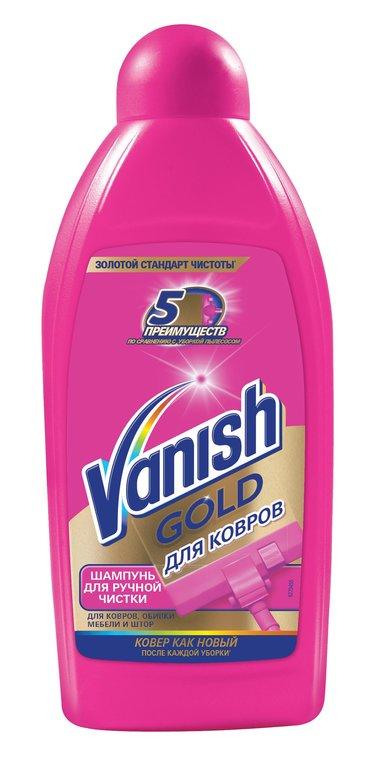 ЗОЛОТОЙ СТАНДАРТ ЧИСТОТЫ*
5
ПРЕИМУЩЕСТВ
ПО СРАВНЕНИЮ С УБОРКОЙ ПЫЛЕСОСОМ
Vanish
GOLD
ДЛЯ КОВРОВ
ШАМПУНЬ
ДЛЯ РУЧНОЙ
ЧИСТКИ
ДЛЯ КОВРОВ, ОБИВКИ
МЕБЕЛИ И ШТОР
КОВЕР КАК НОВЫЙ
ПОСЛЕ КАЖДОЙ УБОРКИ*